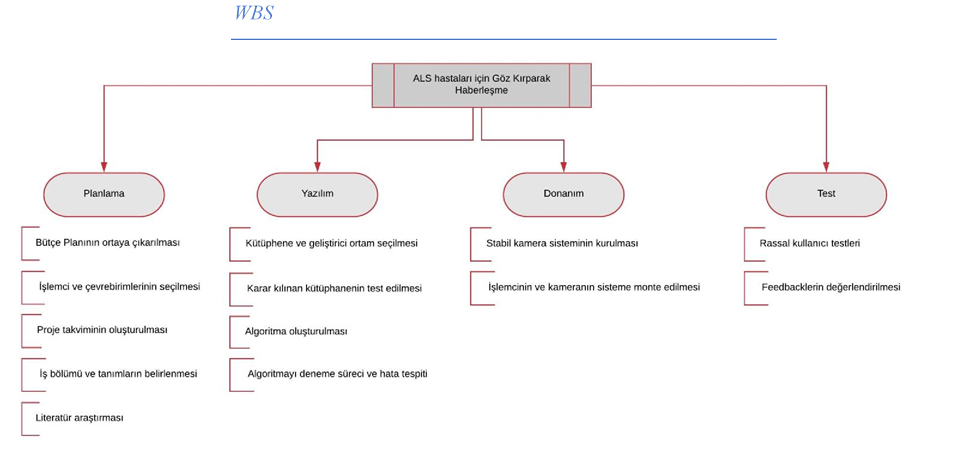 WBS
ALS hastaları için Göz Kırparak
Haberleşme
Planlama
Bütçe Planının ortaya çıkarılması
İşlemci ve çevrebirimlerinin seçilmesi
Proje takviminin oluşturulması
İş bölümü ve tanımların belirlenmesi
Literatür araştırması
Yazılım
Kütüphene ve geliştirici ortam seçilmesi
Karar kılınan kütüphanenin test edilmesi
Algoritma oluşturulması
Algoritmayı deneme süreci ve hata tespiti
Donanım
Stabil kamera sisteminin kurulması
İşlemcinin ve kameranın sisteme monte edilmesi
Test
Rassal kullanıcı testleri
Feedbacklerin değerlendirilmesi